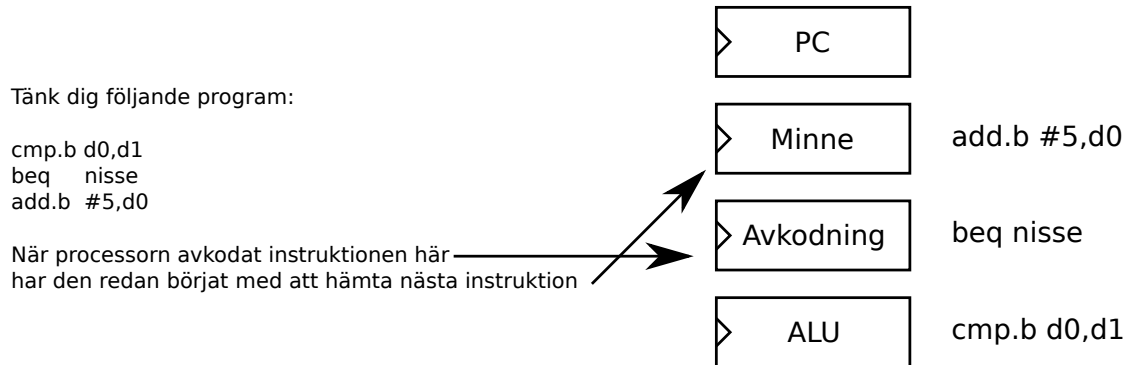 Tänk dig följande program:
cmp.b d0,d1
beq nisse
add.b #5,d0
När processorn avkodat instruktionen här
har den redan börjat med att hämta nästa instruktion
PC
Minne
add.b #5,d0
Avkodning
beq nisse
ALU
cmp.b d0,d1